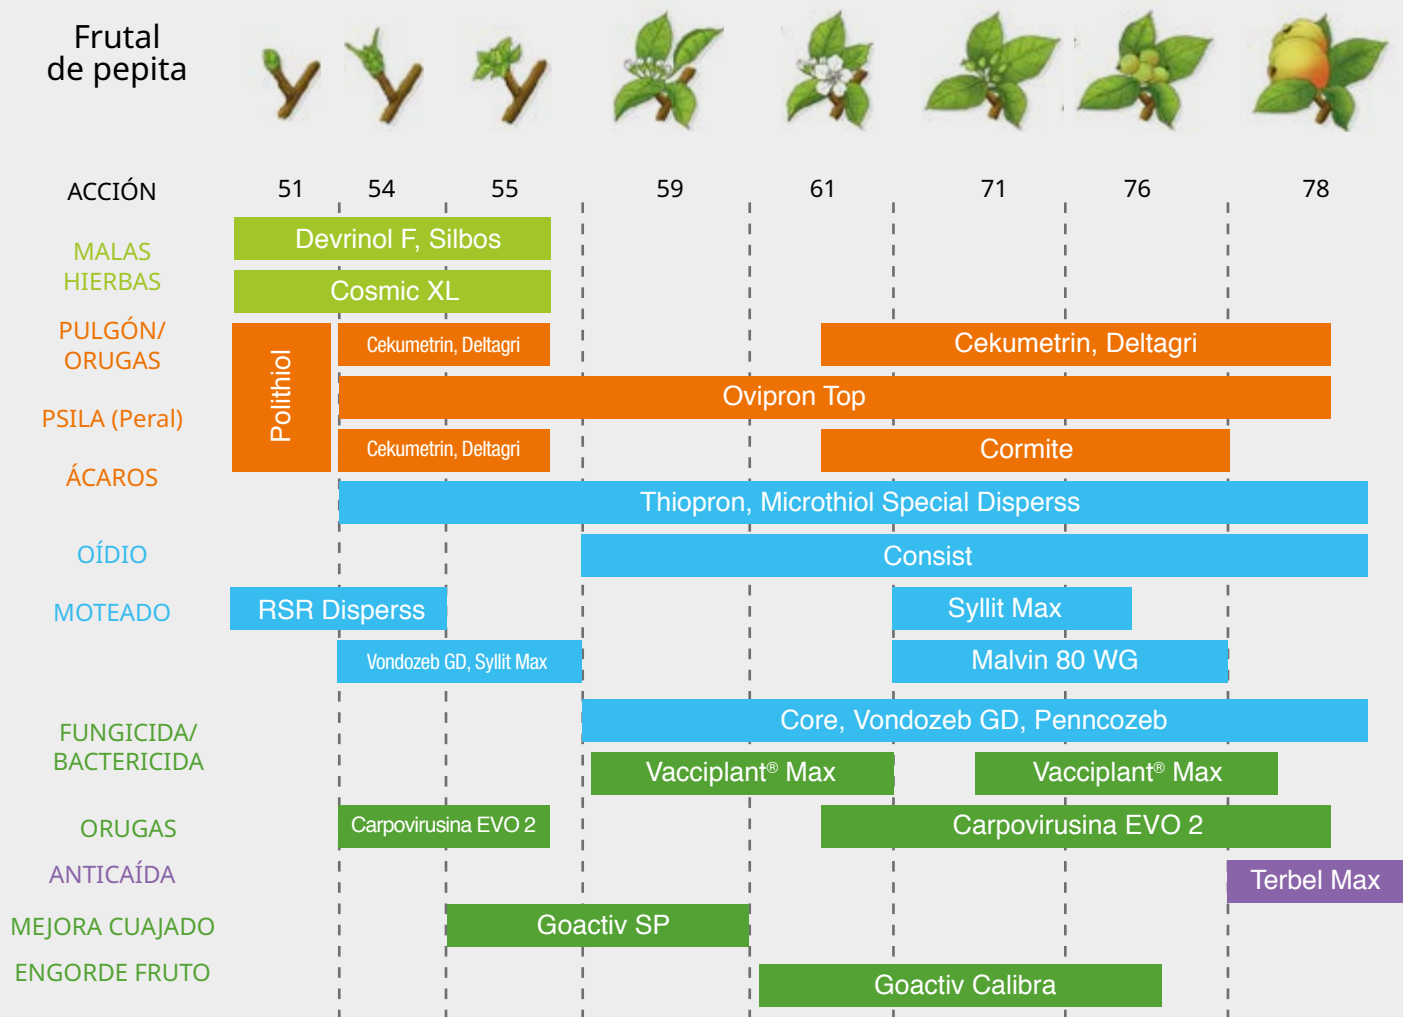 Frutal
de pepita
ACCIÓN
51
54
55
59
61
71
76
78
MALAS
HIERBAS
Devrinol F, Silbos
Cosmic XL
PULGÓN/
ORUGAS
Polithiol
Cekumetrin, Deltagri
Cekumetrin, Deltagri
Ovipron Top
PSILA (Peral)
Cekumetrin, Deltagri
Cormite
ÁCAROS
Thiopron, Microthiol Special Disperss
OÍDIO
Consist
MOTEADO
RSR Disperss
Syllit Max
Vondozeb GD, Syllit Max
Malvin 80 WG
FUNGICIDA/
BACTERICIDA
Core, Vondozeb GD, Penncozeb
Vacciplant® Max
Vacciplant® Max
ORUGAS
Carpovirusina EVO 2
Carpovirusina EVO 2
ANTICAÍDA
Terbel Max
MEJORA CUAJADO
Goactiv SP
ENGORDE FRUTO
Goactiv Calibra